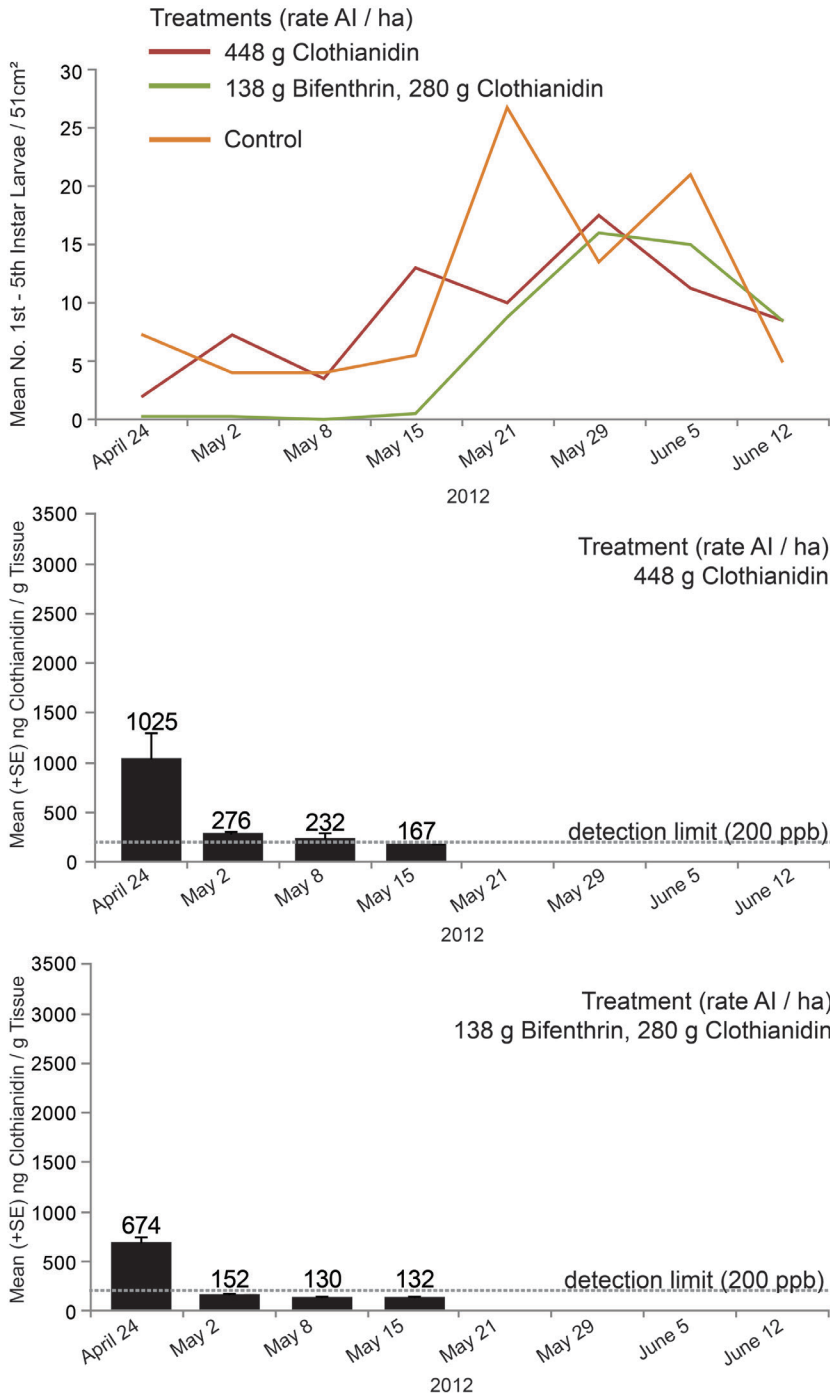 Treatments (rate AI / ha)
448 g Clothianidin
138 g Bifenthrin, 280 g Clothianidin
Control
Mean No. 1st - 5th Instar Larvae / 51cm²
30
25
20
15
10
5
0
April 24
May 2
May 8
May 15
May 21
May 29
June 5
June 12
2012
Mean (+SE) ng Clothianidin / g Tissue
3500
3000
2500
2000
1500
1000
500
0
Treatment (rate AI / ha)
448 g Clothianidin
1025
276
232
167
detection limit (200 ppb)
April 24
May 2
May 8
May 15
May 21
May 29
June 5
June 12
2012
Mean (+SE) ng Clothianidin / g Tissue
3500
3000
2500
2000
1500
1000
500
0
Treatment (rate AI / ha)
138 g Bifenthrin, 280 g Clothianidin
674
152
130
132
detection limit (200 ppb)
April 24
May 2
May 8
May 15
May 21
May 29
June 5
June 12
2012